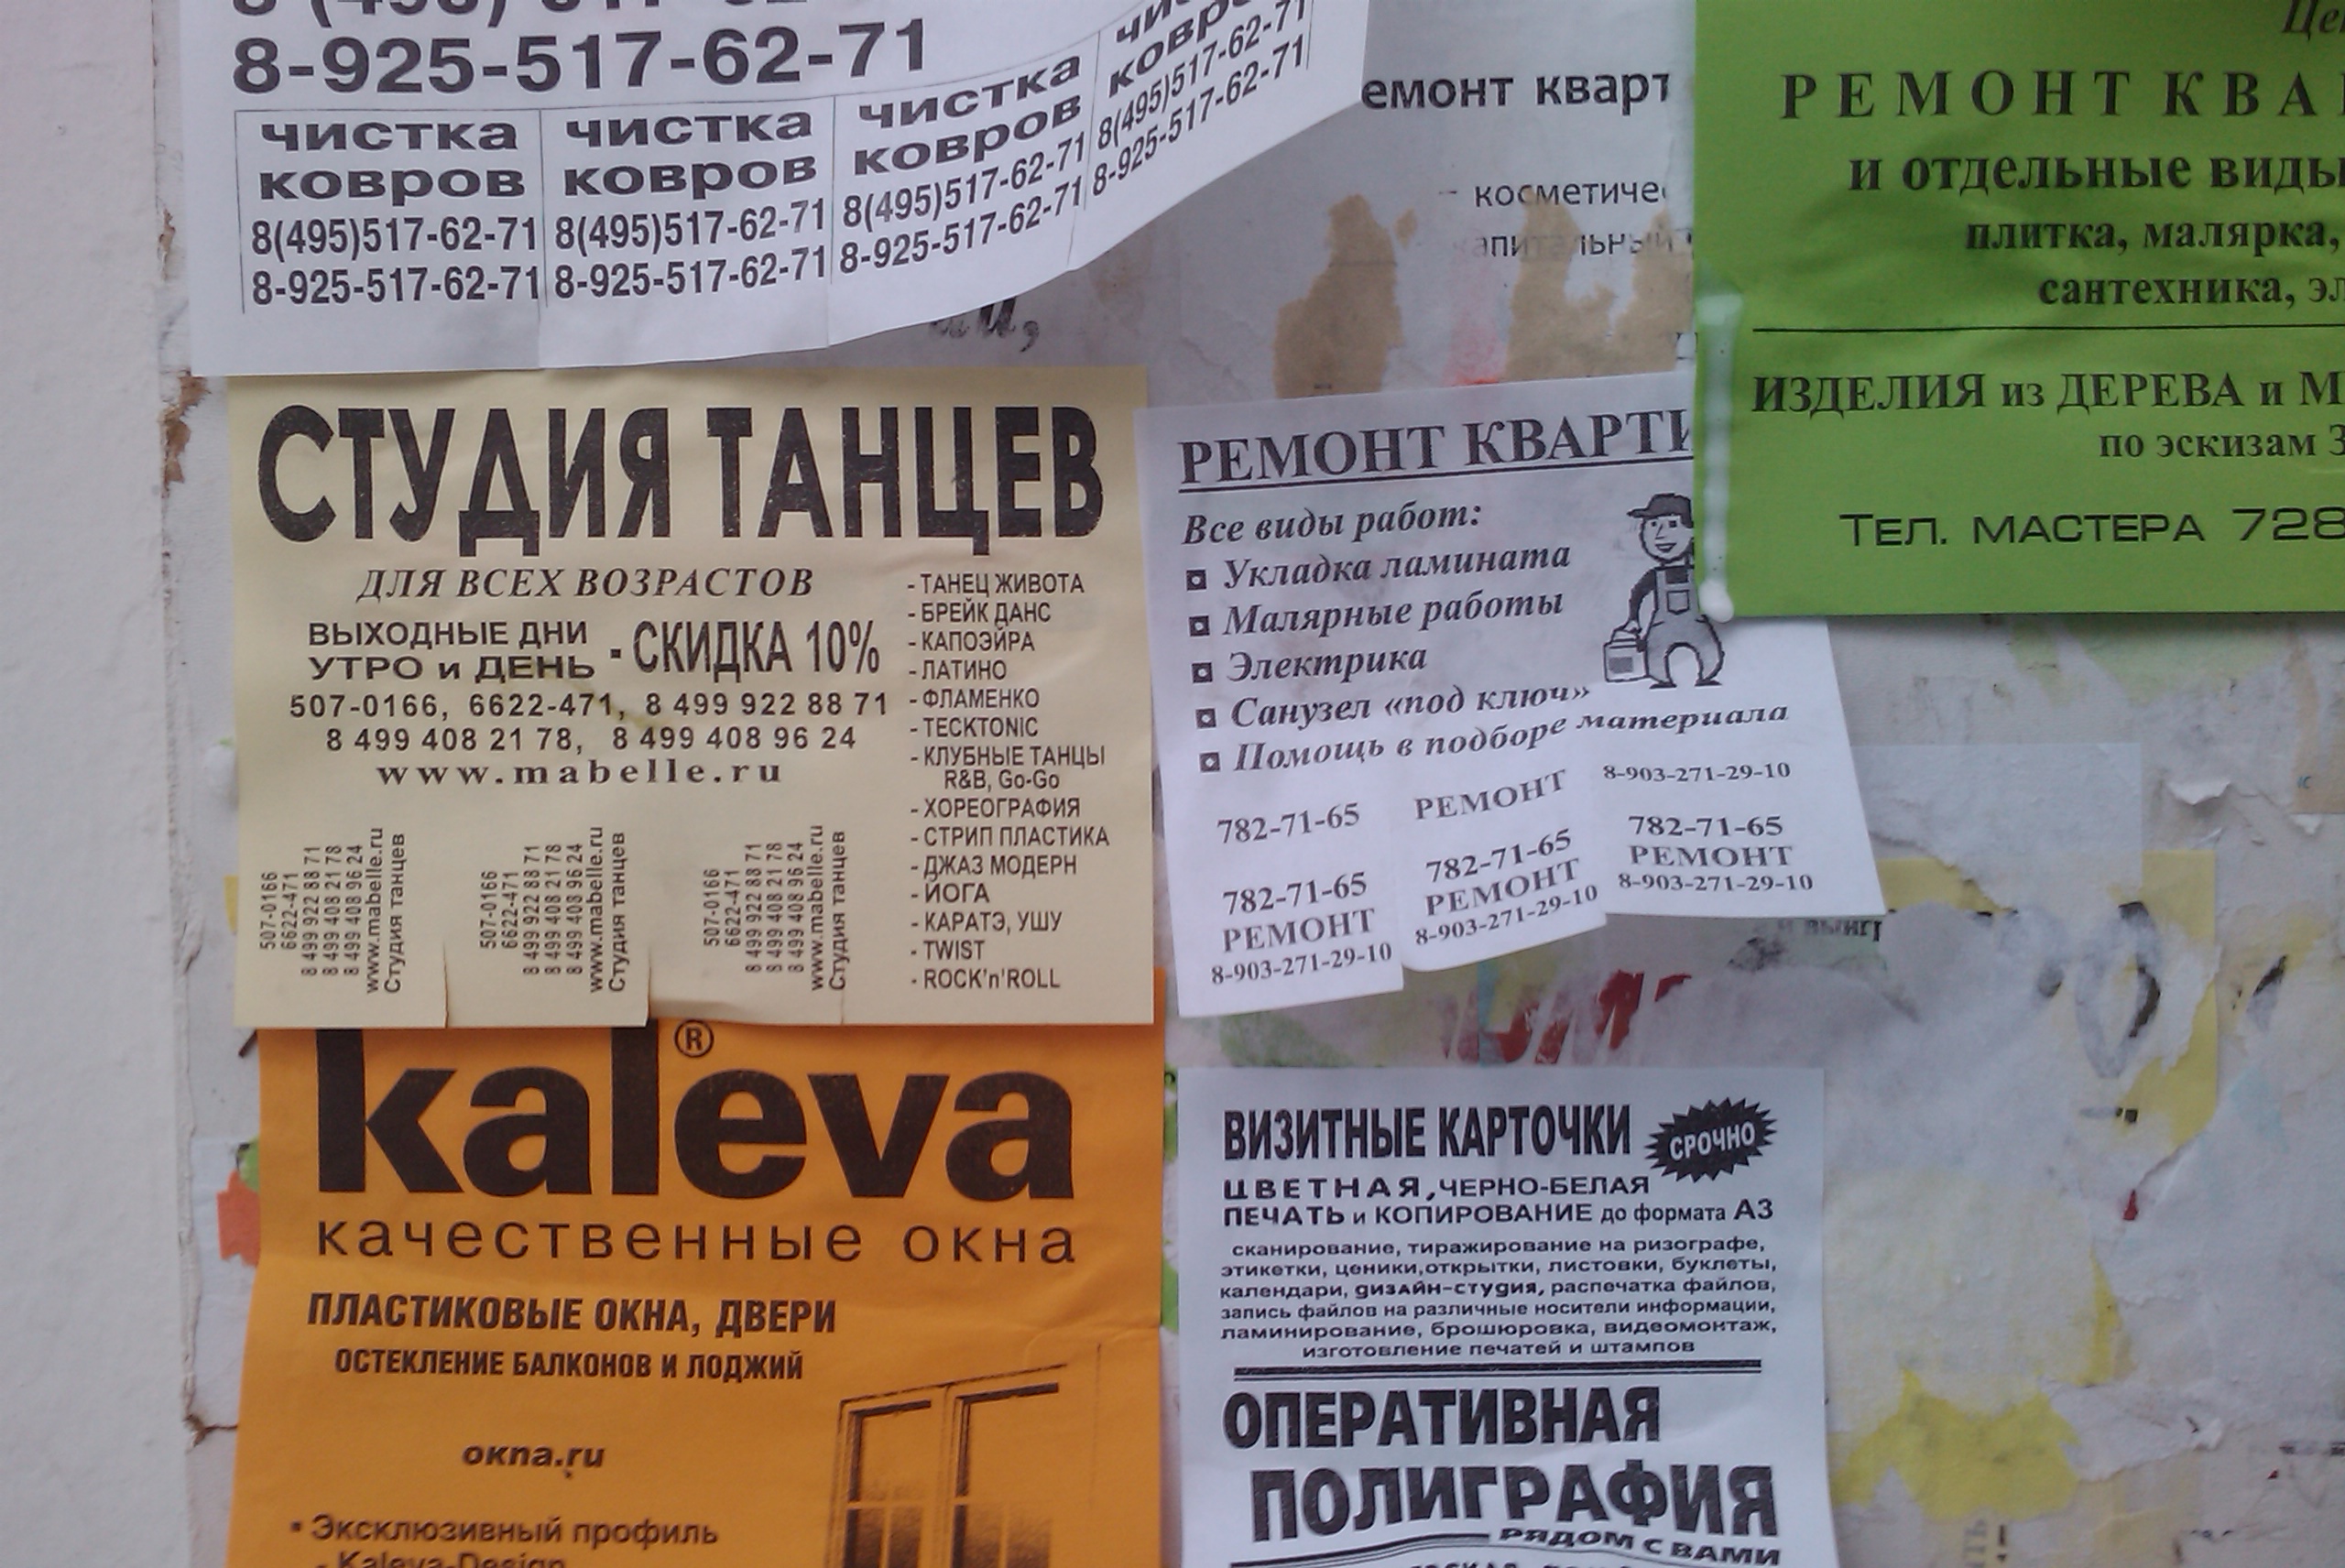 8-925-517-62-71
чистка
ковров
8(495)517-62-71
8-925-517-62-71
чистка
ковров
8(495)517-62-71
8-925-517-62-71
чистка
ковров
8(495)517-62-71
8-925-517-62-71
ковров
8(495)517-62-71
8-925-517-62-71
емонт кварт
- косметичес
апитальный
РЕМОНТ КВА
и отдельные виды
плитка, малярка,
сантехника, эл
ИЗДЕЛИЯ из ДЕРЕВА и М
по эскизам З
ТЕЛ. МАСТЕРА 728
СТУДИЯ ТАНЦЕВ
ДЛЯ ВСЕХ ВОЗРАСТОВ
ВЫХОДНЫЕ ДНИ
УТРО и ДЕНЬ - СКИДКА 10%
507-0166, 6622-471, 8 499 922 88 71
8 499 408 21 78, 8 499 408 96 24
www.mabelle.ru
- ТАНЕЦ ЖИВОТА
- БРЕЙК ДАНС
- КАПОЭЙРА
- ЛАТИНО
- ФЛАМЕНКО
- TECKTONIC
- КЛУБНЫЕ ТАНЦЫ
R&B, Go-Go
- ХОРЕОГРАФИЯ
- СТРИП ПЛАСТИКА
- ДЖАЗ МОДЕРН
- ЙОГА
- КАРАТЭ, УШУ
- TWIST
- ROCK'n'ROLL
507-0166
6622-471
8 499 922 88 71
8 499 408 21 78
8 499 408 96 24
www.mabelle.ru
Студия танцев
507-0166
6622-471
8 499 922 88 71
8 499 408 21 78
8 499 408 96 24
www.mabelle.ru
Студия танцев
507-0166
6622-471
8 499 922 88 71
8 499 408 21 78
8 499 408 96 24
www.mabelle.ru
Студия танцев
РЕМОНТ КВАРТИ
Все виды работ:
Укладка ламината
Малярные работы
Электрика
Санузел «под ключ»
Помощь в подборе материала
782-71-65
782-71-65
РЕМОНТ
8-903-271-29-10
РЕМОНТ
782-71-65
РЕМОНТ
8-903-271-29-10
8-903-271-29-10
782-71-65
РЕМОНТ
8-903-271-29-10
kaleva®
качественные окна
ПЛАСТИКОВЫЕ ОКНА, ДВЕРИ
ОСТЕКЛЕНИЕ БАЛКОНОВ И ЛОДЖИЙ
okna.ru
▪ Эксклюзивный профиль
- Kaleva-Design
ВИЗИТНЫЕ КАРТОЧКИ
СРОЧНО
ЦВЕТНАЯ, ЧЕРНО-БЕЛАЯ
ПЕЧАТЬ и КОПИРОВАНИЕ до формата А3
сканирование, тиражирование на ризографе,
этикетки, ценики,открытки, листовки, буклеты,
календари, дизайн-студия, распечатка файлов,
запись файлов на различные носители информации,
ламинирование, брошюровка, видеомонтаж,
изготовление печатей и штампов
ОПЕРАТИВНАЯ
ПОЛИГРАФИЯ
РЯДОМ С ВАМИ